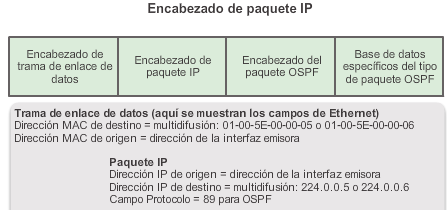 Encabezado de paquete IP
Encabezado de
trama de enlace de
datos
Encabezado de
paquete IP
Encabezado del
paquete OSPF
Base de datos
específicos del tipo
de paquete OSPF
Trama de enlace de datos (aquí se muestran los campos de Ethernet)
Dirección MAC de destino = multidifusión: 01-00-5E-00-00-05 o 01-00-5E-00-00-06
Dirección MAC de origen = dirección de la interfaz emisora
Paquete IP
Dirección IP de origen = dirección de la interfaz emisora
Dirección IP de destino = multidifusión: 224.0.0.5 o 224.0.0.6
Campo Protocolo = 89 para OSPF